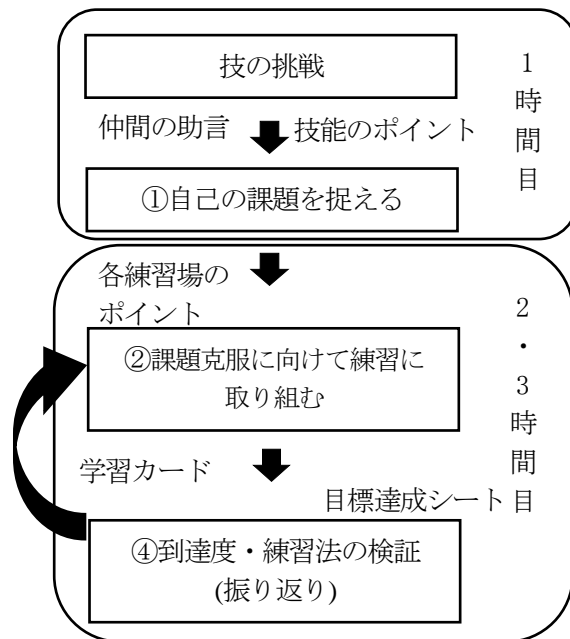 技の挑戦
仲間の助言
技能のポイント
①自己の課題を捉える
1時間目
各練習場の
ポイント
②課題克服に向けて練習に
取り組む
学習カード
目標達成シート
④到達度・練習法の検証
(振り返り)
2・3時間目